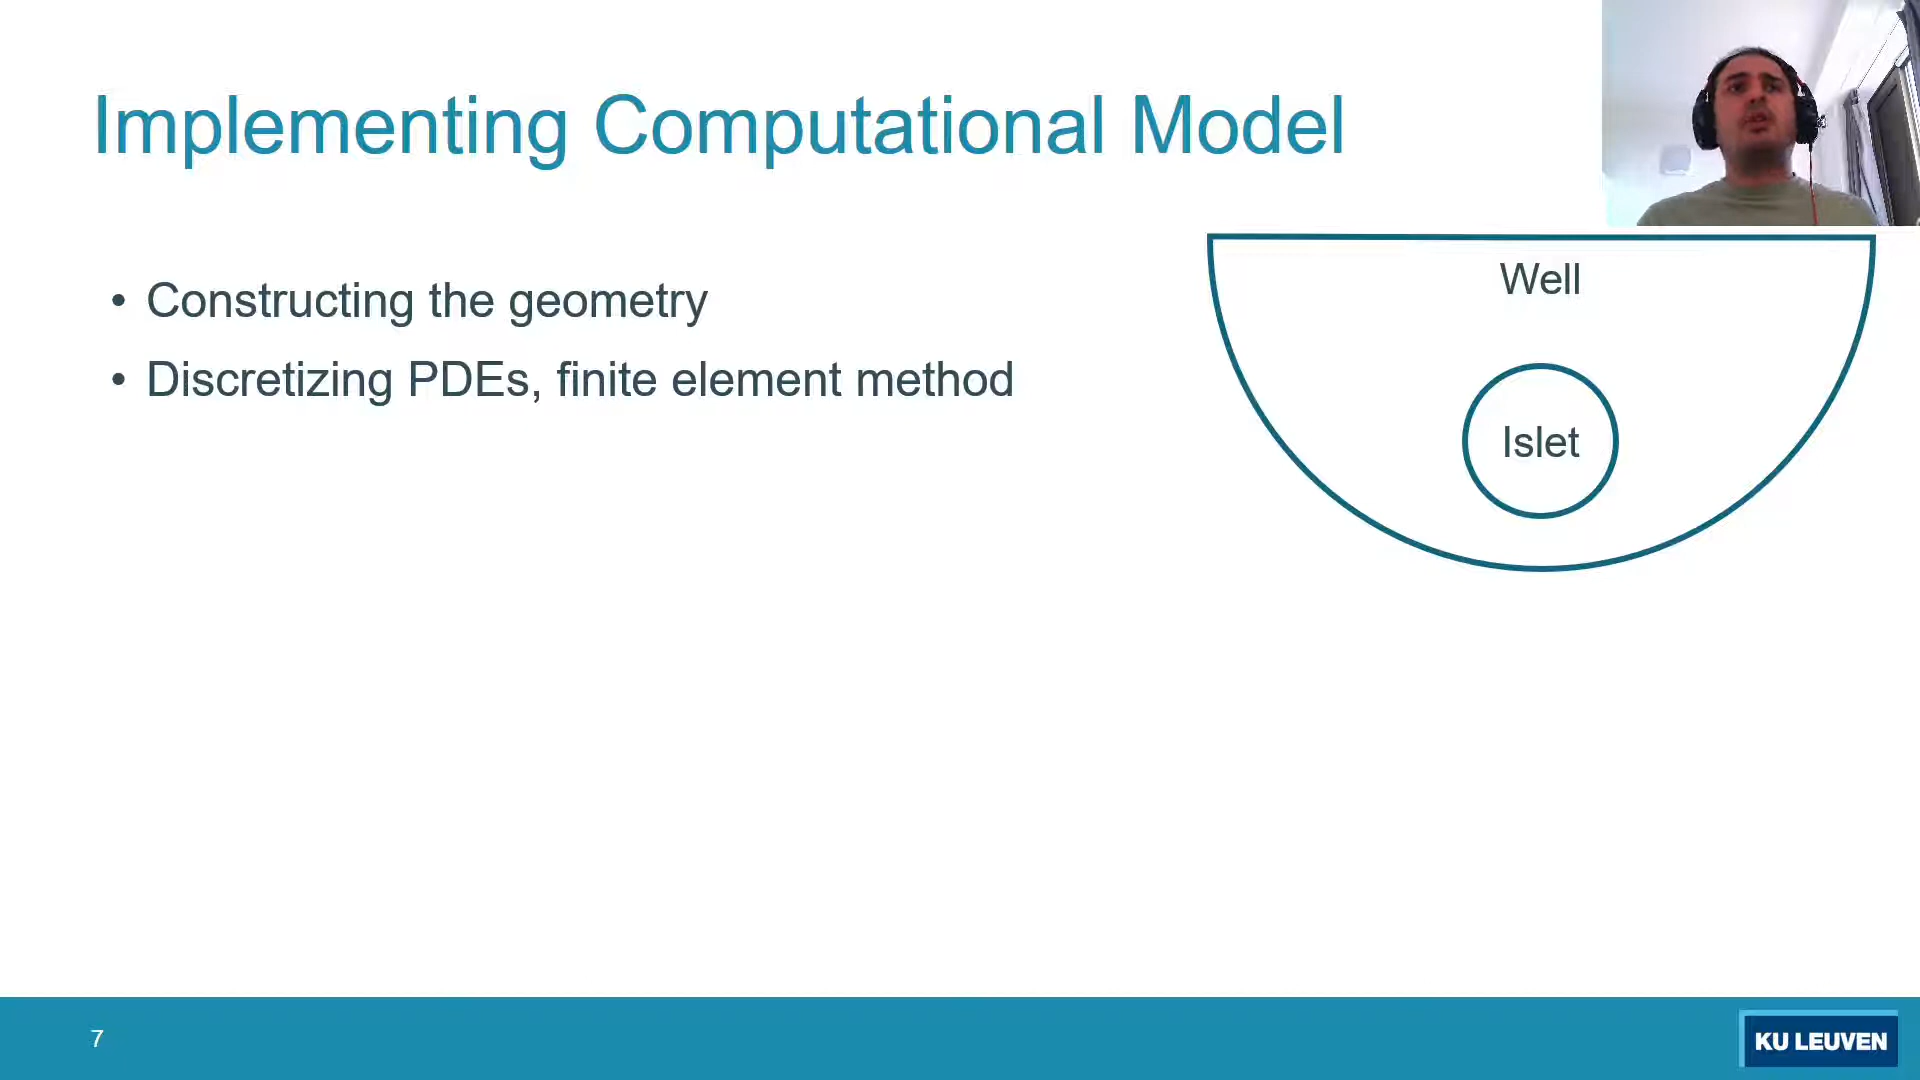 Implementing Computational Model
• Constructing the geometry
• Discretizing PDEs, finite element method
Well
Islet
7
KU LEUVEN